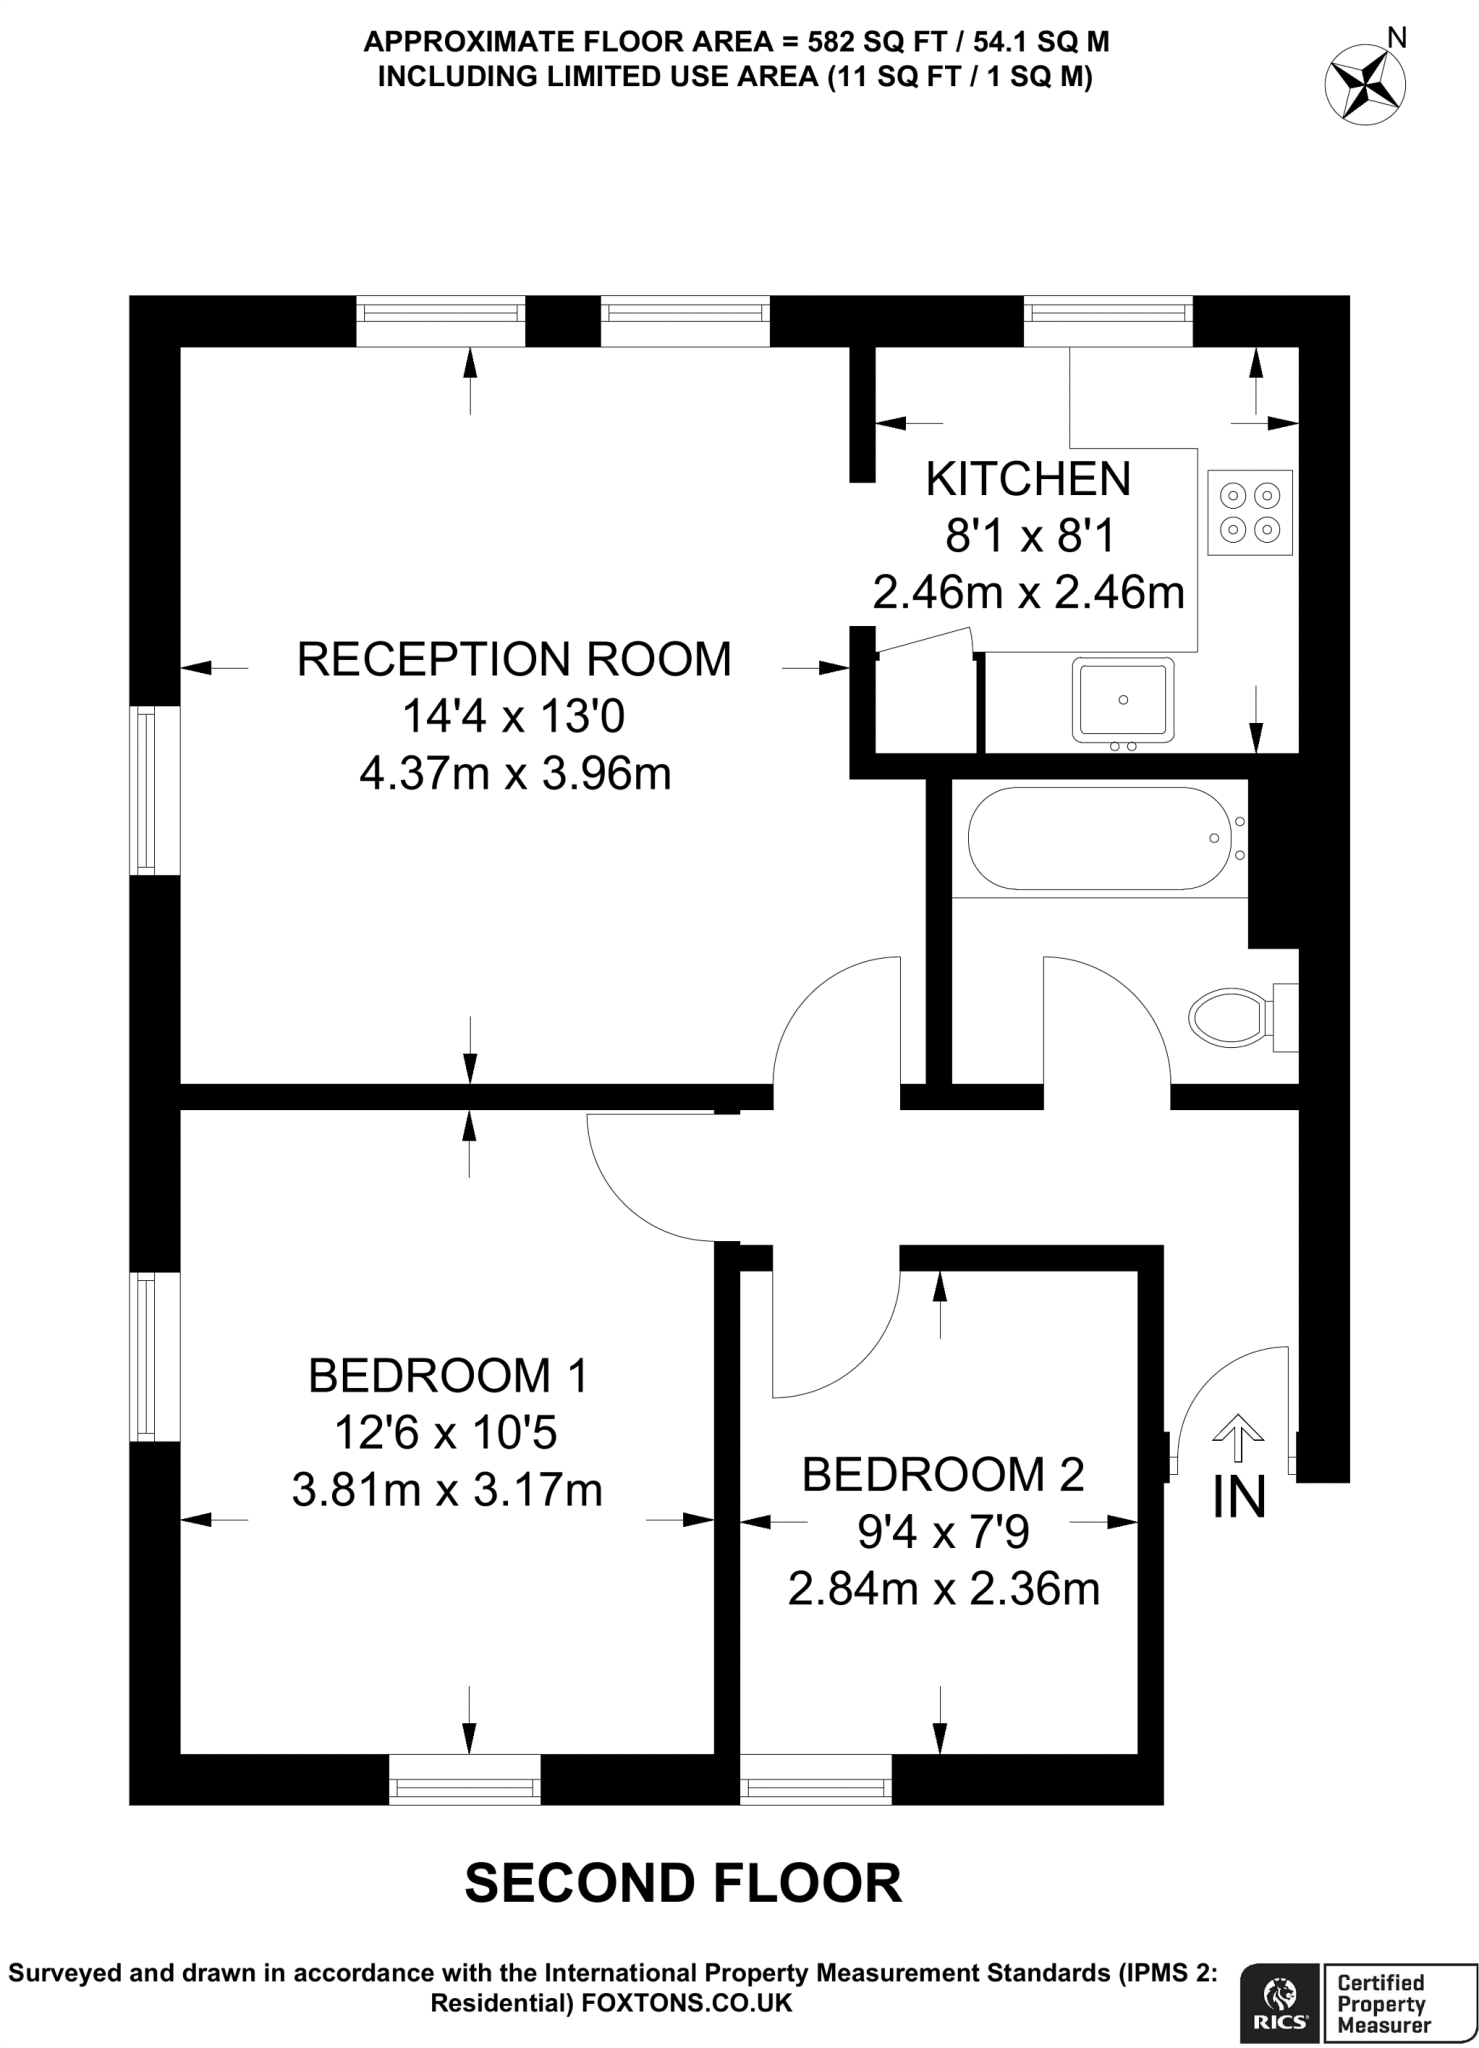 APPROXIMATE FLOOR AREA = 582 SQ FT / 54.1 SQ M
INCLUDING LIMITED USE AREA (11 SQ FT / 1 SQ M)
N
KITCHEN
8'1 x 8'1
2.46m x 2.46m
RECEPTION ROOM
14'4 x 13'0
4.37m x 3.96m
BEDROOM 1
12'6 x 10'5
3.81m x 3.17m
BEDROOM 2
9'4 x 7'9
2.84m x 2.36m
IN
SECOND FLOOR
Surveyed and drawn in accordance with the International Property Measurement Standards (IPMS 2:
Residential) FOXTONS.CO.UK
RICS
Certified
Property
Measurer